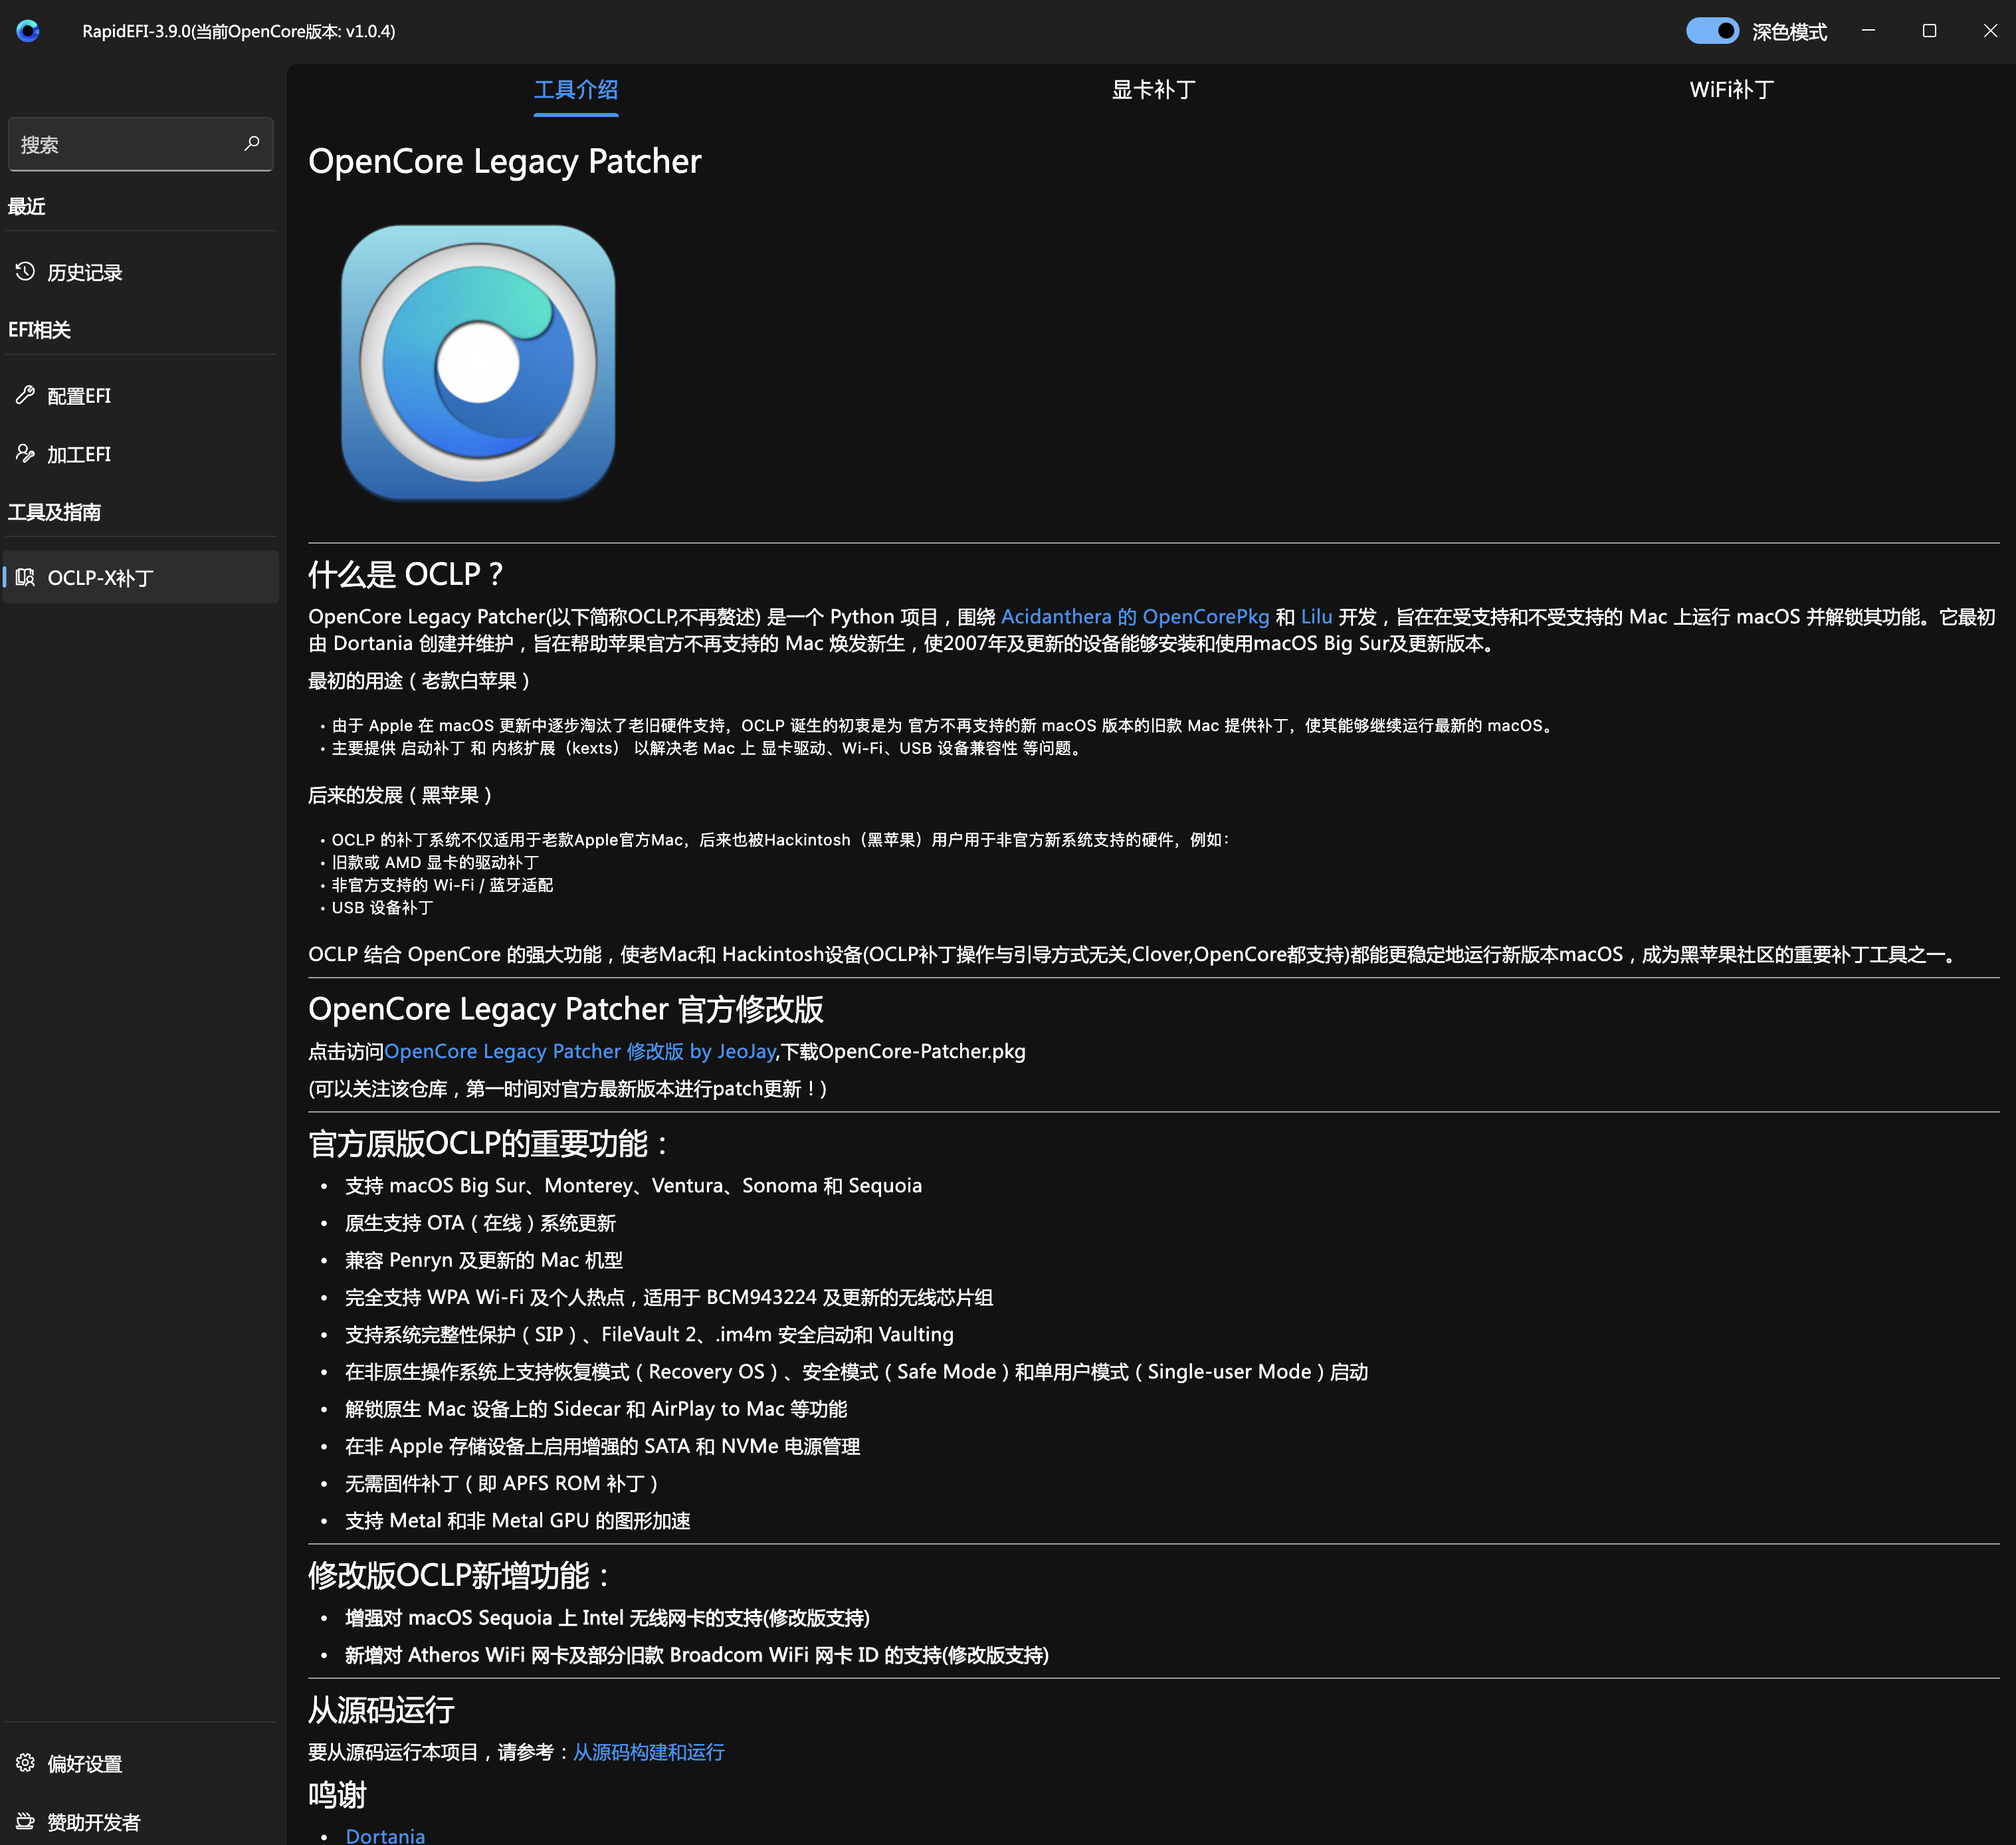 RapidEFI-3.9.0(当前OpenCore版本: v1.0.4)
深色模式
搜索
最近
历史记录
EFI相关
配置EFI
加工EFI
工具及指南
OCLP-X补丁
偏好设置
赞助开发者
工具介绍
显卡补丁
WiFi补丁
OpenCore Legacy Patcher
什么是 OCLP？
OpenCore Legacy Patcher(以下简称OCLP,不再赘述) 是一个 Python 项目，围绕 Acidanthera 的 OpenCorePkg 和 Lilu 开发，旨在在受支持和不受支持的 Mac 上运行 macOS 并解锁其功能。它最初
由 Dortania 创建并维护，旨在帮助苹果官方不再支持的 Mac 焕发新生，使2007年及更新的设备能够安装和使用macOS Big Sur及更新版本。
最初的用途（老款白苹果）
• 由于 Apple 在 macOS 更新中逐步淘汰了老旧硬件支持，OCLP 诞生的初衷是为 官方不再支持的新 macOS 版本的旧款 Mac 提供补丁，使其能够继续运行最新的 macOS。
• 主要提供 启动补丁 和 内核扩展（kexts） 以解决老 Mac 上 显卡驱动、Wi-Fi、USB 设备兼容性 等问题。
后来的发展（黑苹果）
• OCLP 的补丁系统不仅适用于老款Apple官方Mac，后来也被Hackintosh（黑苹果）用户用于非官方新系统支持的硬件，例如：
• 旧款或 AMD 显卡的驱动补丁
• 非官方支持的 Wi-Fi / 蓝牙适配
• USB 设备补丁
OCLP 结合 OpenCore 的强大功能，使老Mac和 Hackintosh设备(OCLP补丁操作与引导方式无关,Clover,OpenCore都支持)都能更稳定地运行新版本macOS，成为黑苹果社区的重要补丁工具之一。
OpenCore Legacy Patcher 官方修改版
点击访问OpenCore Legacy Patcher 修改版 by JeoJay,下载OpenCore-Patcher.pkg
(可以关注该仓库，第一时间对官方最新版本进行patch更新！)
官方原版OCLP的重要功能：
• 支持 macOS Big Sur、Monterey、Ventura、Sonoma 和 Sequoia
• 原生支持 OTA（在线）系统更新
• 兼容 Penryn 及更新的 Mac 机型
• 完全支持 WPA Wi-Fi 及个人热点，适用于 BCM943224 及更新的无线芯片组
• 支持系统完整性保护（SIP）、FileVault 2、.im4m 安全启动和 Vaulting
• 在非原生操作系统上支持恢复模式（Recovery OS）、安全模式（Safe Mode）和单用户模式（Single-user Mode）启动
• 解锁原生 Mac 设备上的 Sidecar 和 AirPlay to Mac 等功能
• 在非 Apple 存储设备上启用增强的 SATA 和 NVMe 电源管理
• 无需固件补丁（即 APFS ROM 补丁）
• 支持 Metal 和非 Metal GPU 的图形加速
修改版OCLP新增功能：
• 增强对 macOS Sequoia 上 Intel 无线网卡的支持(修改版支持)
• 新增对 Atheros WiFi 网卡及部分旧款 Broadcom WiFi 网卡 ID 的支持(修改版支持)
从源码运行
要从源码运行本项目，请参考：从源码构建和运行
鸣谢
• Dortania